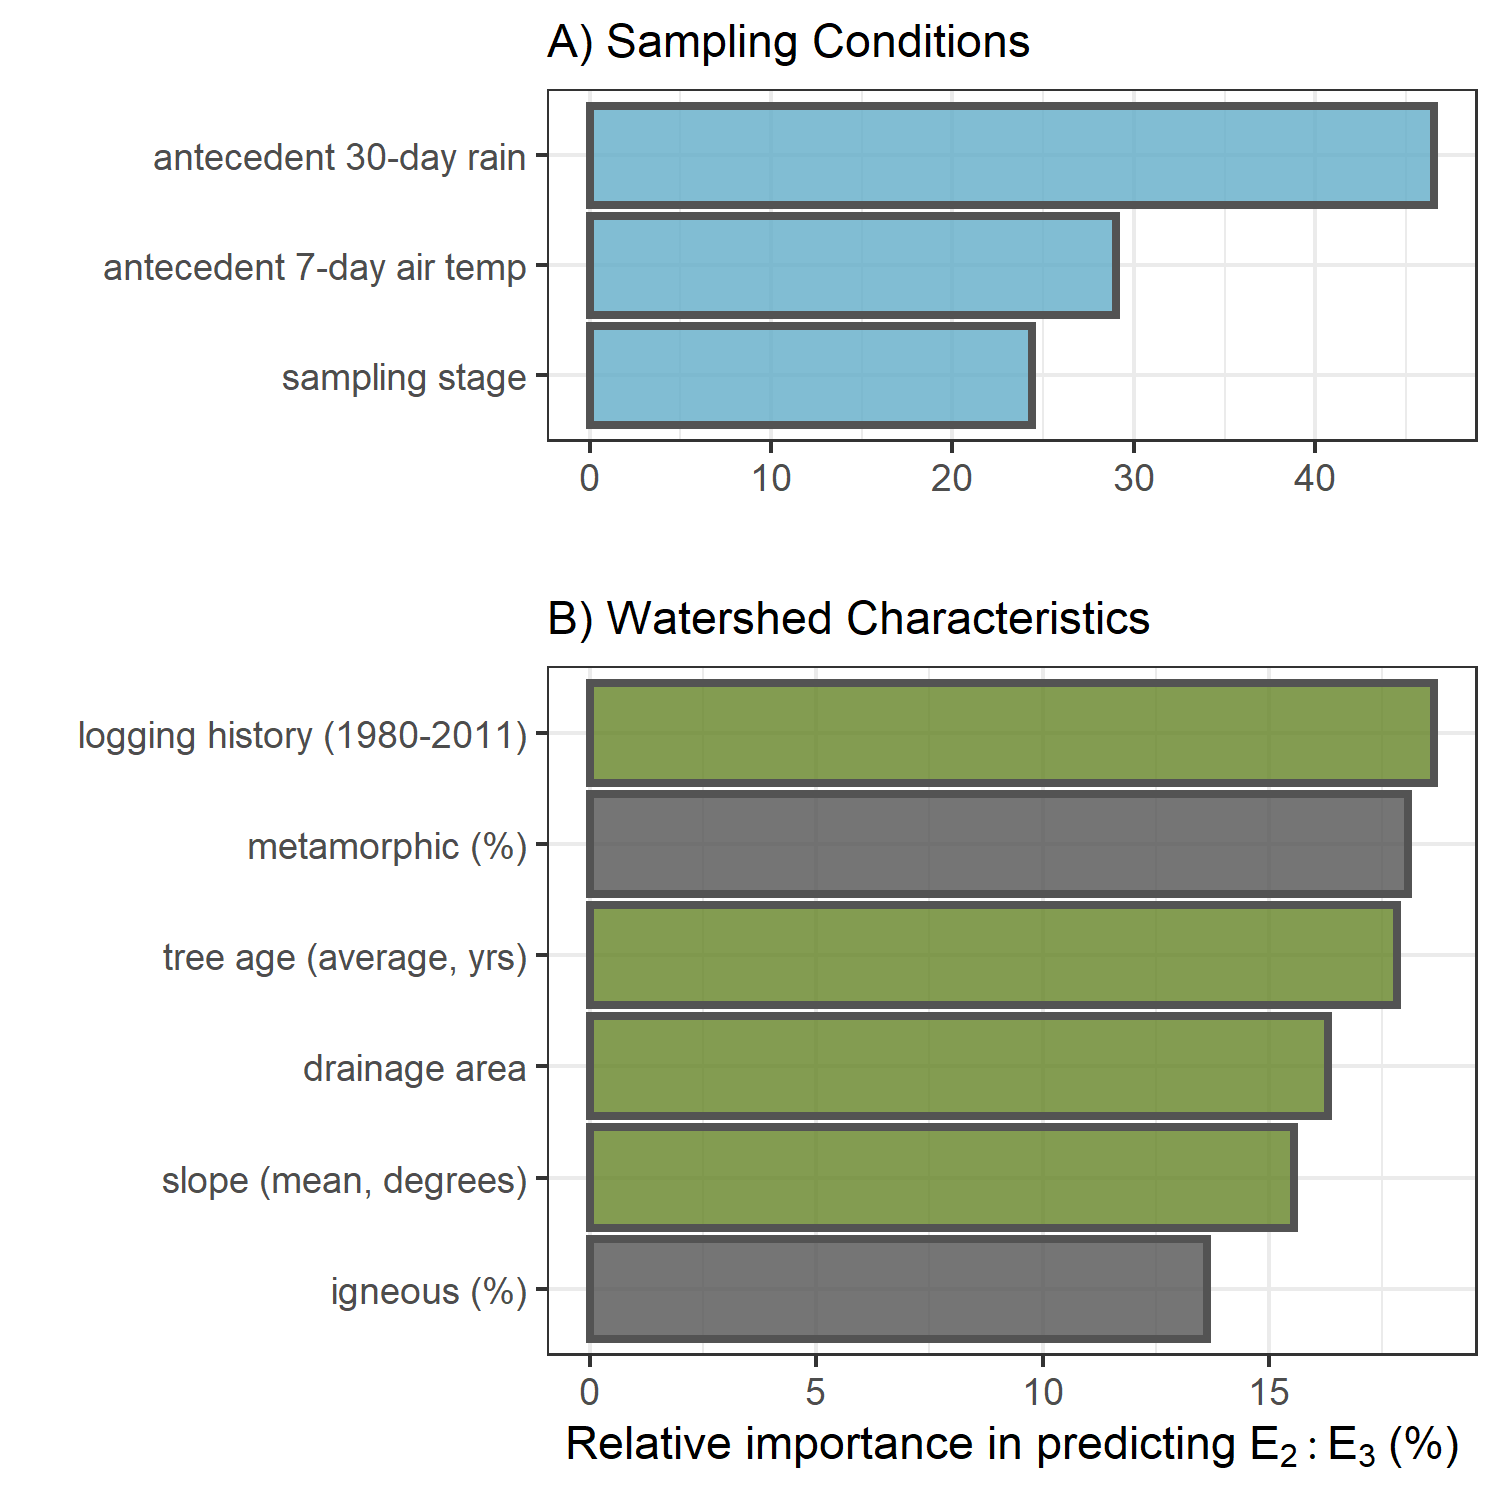 A) Sampling Conditions
antecedent 30-day rain
antecedent 7-day air temp
sampling stage
0 10 20 30 40
B) Watershed Characteristics
logging history (1980-2011)
metamorphic (%)
tree age (average, yrs)
drainage area
slope (mean, degrees)
igneous (%)
0 5 10 15
Relative importance in predicting E₂ : E₃ (%)